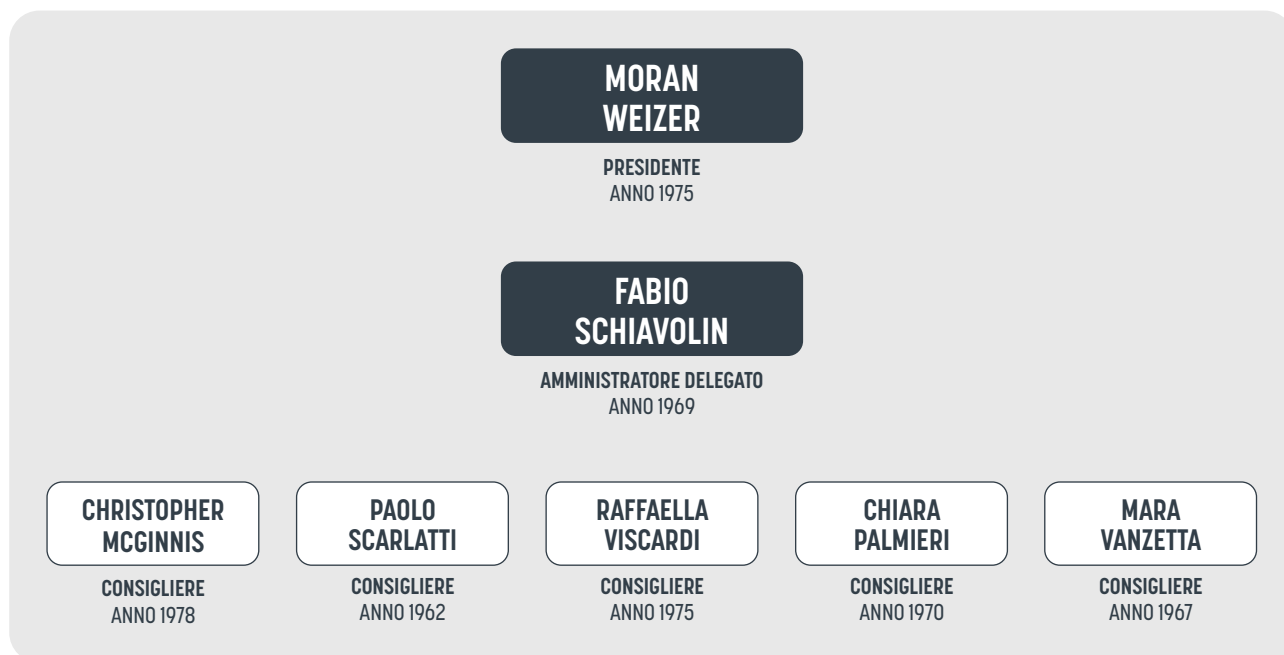 MORAN
WEIZER
PRESIDENTE
ANNO 1975
FABIO
SCHIAVOLIN
AMMINISTRATORE DELEGATO
ANNO 1969
CHRISTOPHER
MCGINNIS
CONSIGLIERE
ANNO 1978
PAOLO
SCARLATTI
CONSIGLIERE
ANNO 1962
RAFFAELLA
VISCARDI
CONSIGLIERE
ANNO 1975
CHIARA
PALMIERI
CONSIGLIERE
ANNO 1970
MARA
VANZETTA
CONSIGLIERE
ANNO 1967